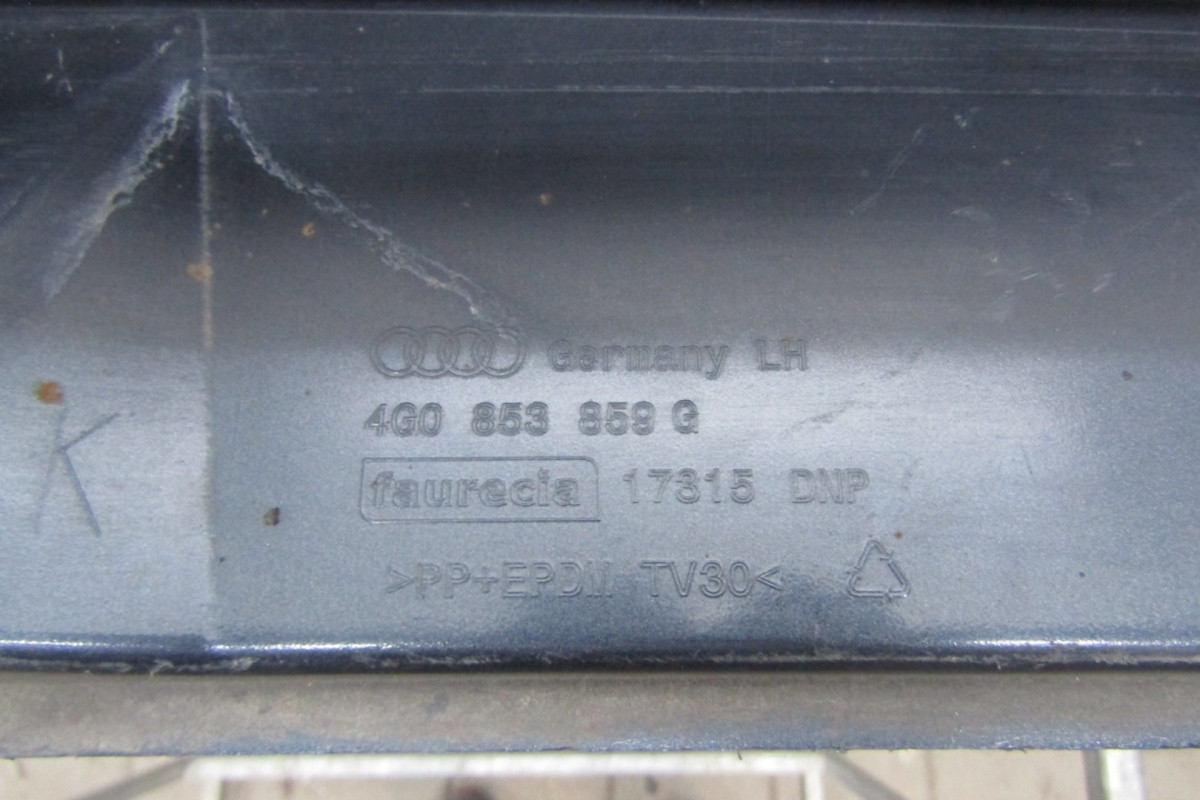 Germany LH
4G0 853 859 G
faurecia 17315 DNP
>PP+EPDM TV30<
K